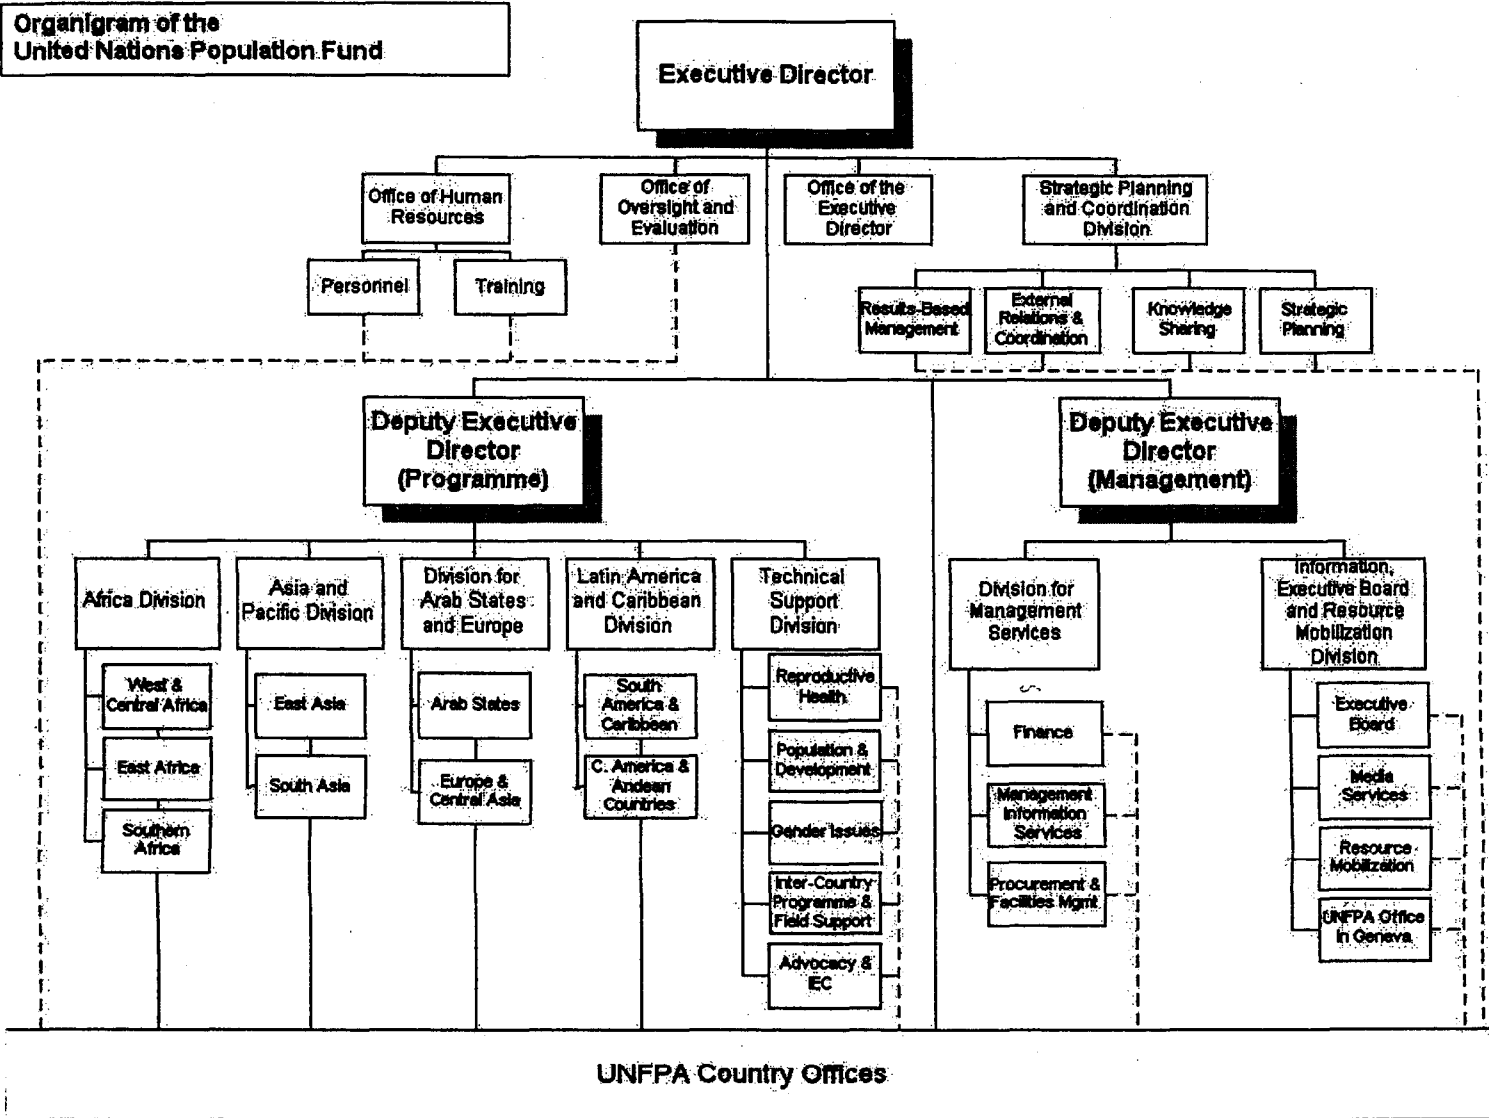 Organigram of the
United Nations Population Fund
Executive Director
Office of Human
Resources
Office of
Oversight and
Evaluation
Office of the
Executive
Director
Strategic Planning
and Coordination
Division
Personnel
Training
Results-Based
Management
External
Relations &
Coordination
Knowledge
Sharing
Strategic
Planning
Deputy Executive
Director
(Programme)
Deputy Executive
Director
(Management)
Africa Division
Asia and
Pacific Division
Division for
Arab States
and Europe
Latin America
and Caribbean
Division
Technical
Support
Division
Division for
Management
Services
Information,
Executive Board
and Resource
Mobilization
Division
West &
Central Africa
East Africa
Southern
Africa
East Asia
South Asia
Arab States
Europe &
Central Asia
South
America &
Caribbean
C. America &
Andean
Countries
Reproductive
Health
Population &
Development
Gender Issues
Inter-Country
Programme &
Field Support
Advocacy &
IEC
Finance
Management
Information
Services
Procurement &
Facilities Mgmt
Executive
Board
Media
Services
Resource
Mobilization
UNFPA Office
in Geneva
UNFPA Country Offices